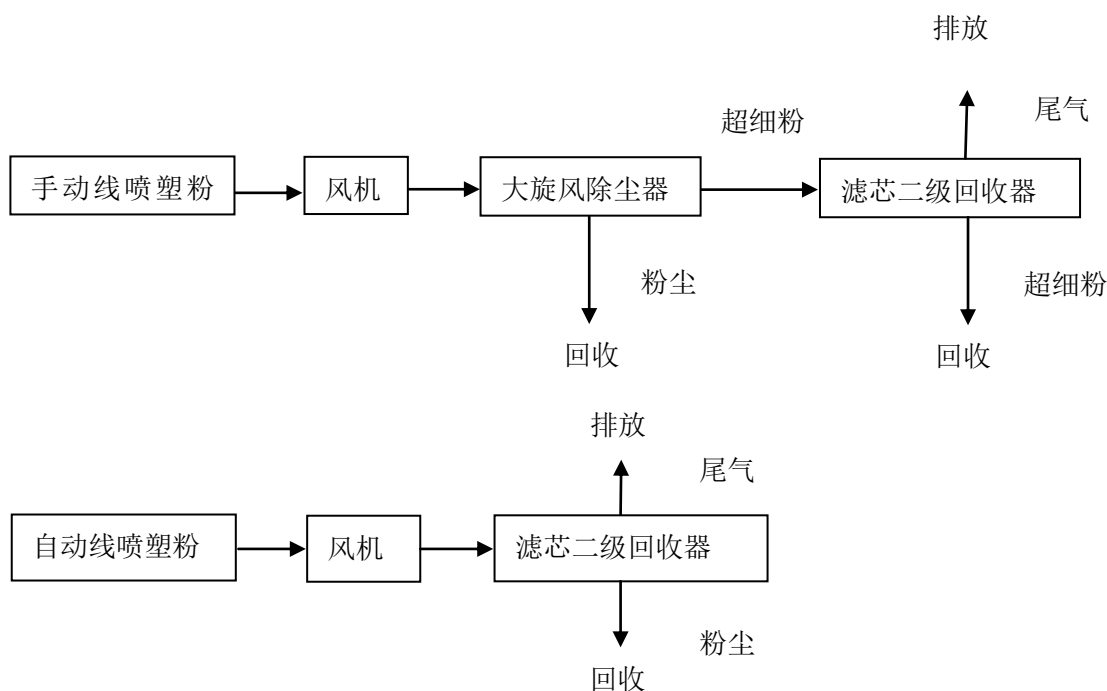 排放
尾气
超细粉
手动线喷塑粉 风机 大旋风除尘器 滤芯二级回收器
粉尘 超细粉
回收 回收
排放
尾气
自动线喷塑粉 风机 滤芯二级回收器
粉尘
回收